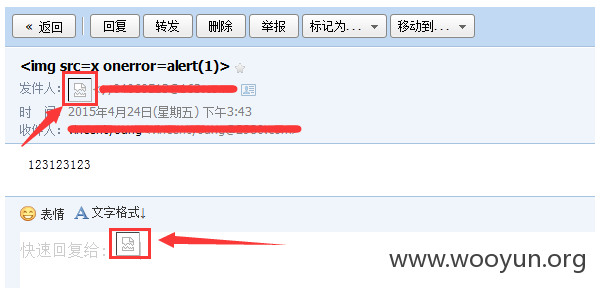 « 返回 回复 转发 删除 举报 标记为... 移动到...
<img src=x onerror=alert(1)>
发件人:
时 间: 2015年4月24日(星期五) 下午3:43
收件人:
123123123
表情 A 文字格式↓
快速回复给:
www.wooyun.org